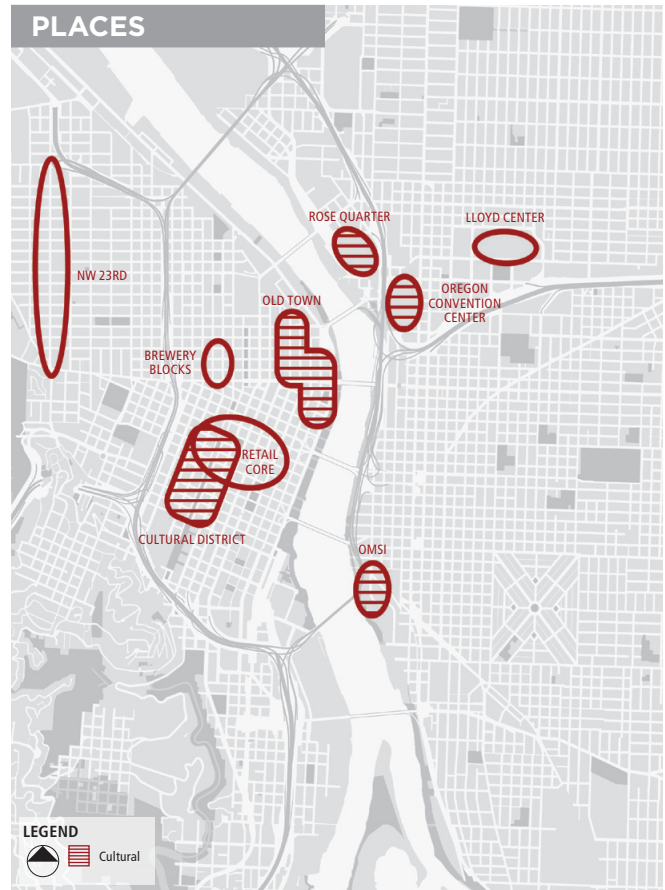 PLACES
ROSE QUARTER
LLOYD CENTER
NW 23RD
OREGON
CONVENTION
CENTER
OLD TOWN
BREWERY
BLOCKS
RETAIL
CORE
CULTURAL DISTRICT
OMSI
LEGEND
Cultural